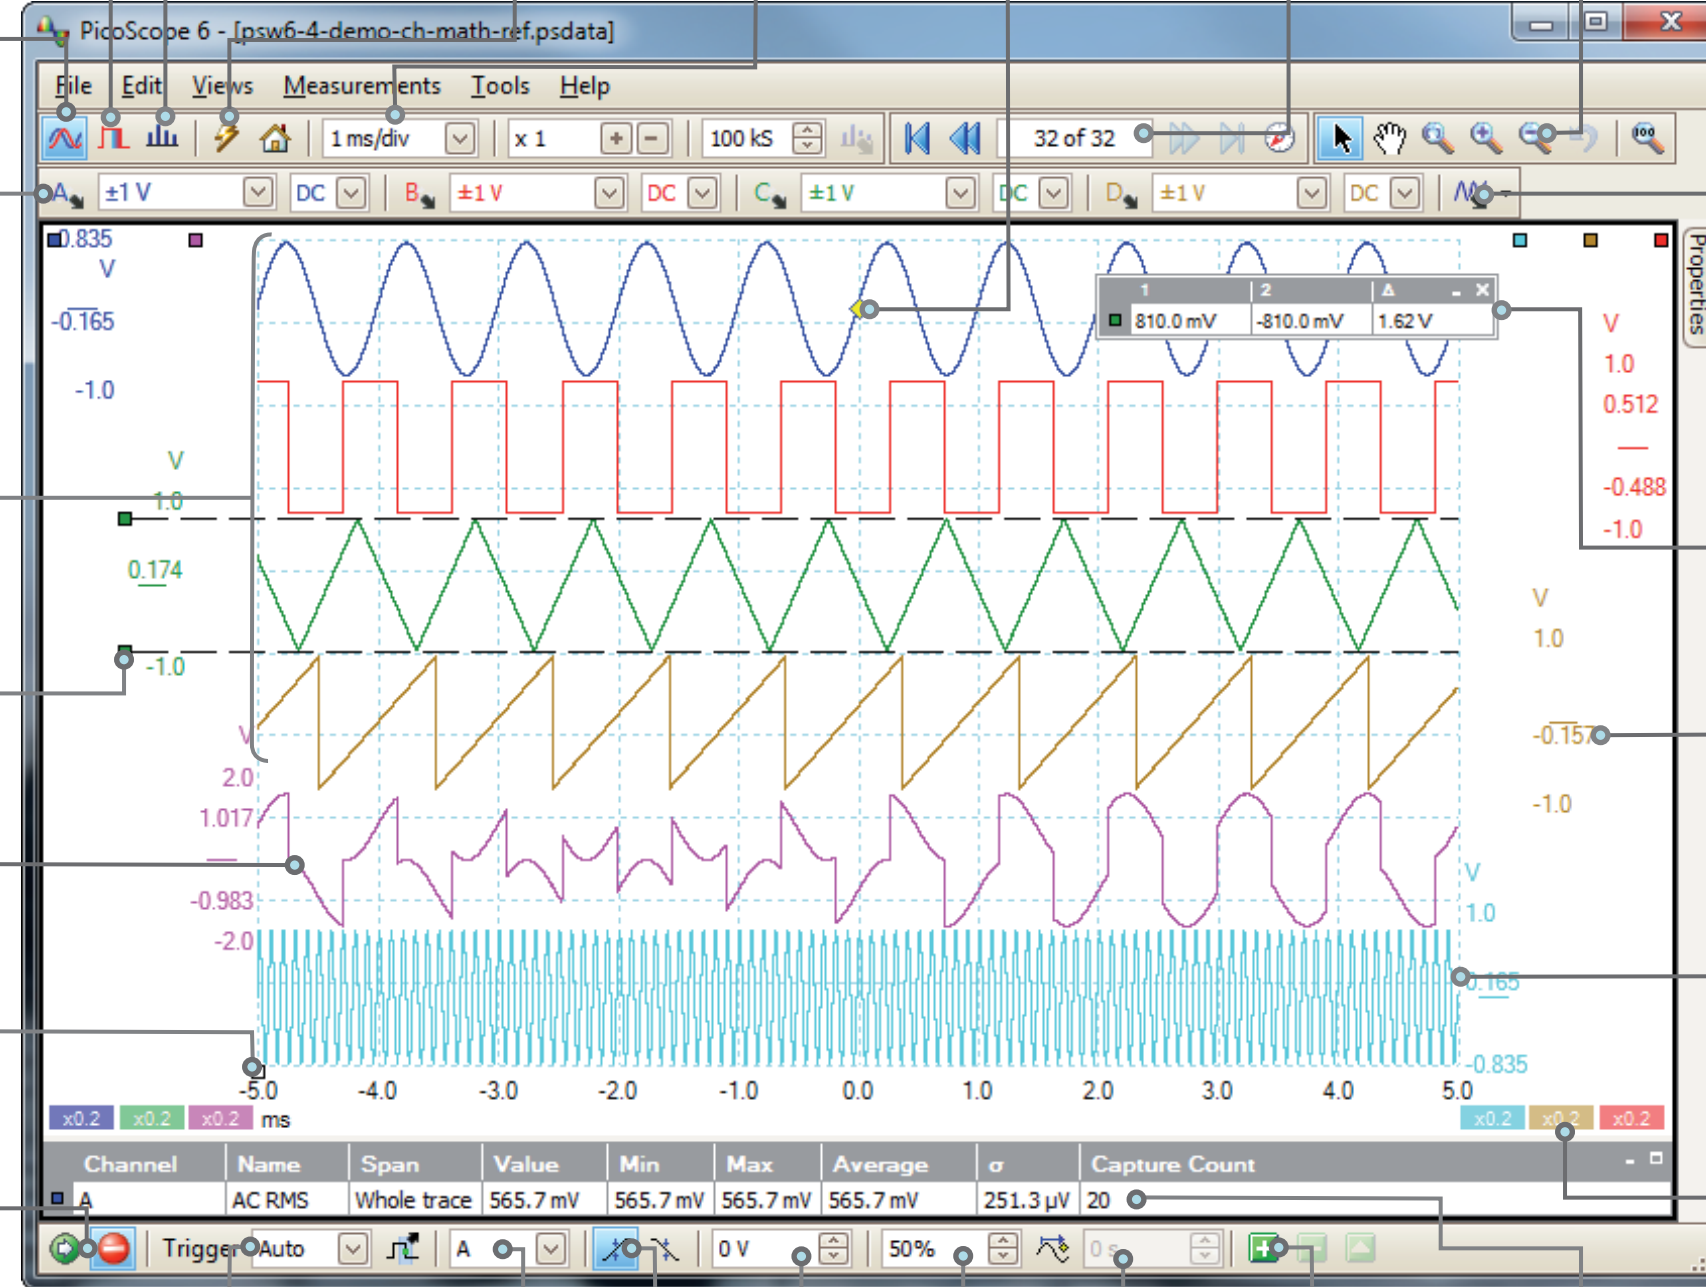 PicoScope 6 - [psw6-4-demo-ch-math-ref.psdata]
File Edit Views Measurements Tools Help
1 ms/div x 1 + − 100 kS 32 of 32 100
A ±1 V DC B ±1 V DC C ±1 V DC D ±1 V DC
0.835
V
-0.165
-1.0
1 2 Δ
810.0 mV -810.0 mV 1.62 V
Properties
V
1.0
0.512
-0.488
-1.0
V
1.0
0.174
-1.0
V
1.0
-0.157
-1.0
V
2.0
1.017
-0.983
-2.0
V
1.0
0.165
-0.835
-5.0 -4.0 -3.0 -2.0 -1.0 0.0 1.0 2.0 3.0 4.0 5.0
x0.2 x0.2 x0.2 ms x0.2 x0.2 x0.2
Channel Name Span Value Min Max Average σ Capture Count
A AC RMS Whole trace 565.7 mV 565.7 mV 565.7 mV 565.7 mV 251.3 µV 20
Trigger Auto A 0 V 50% 0 s